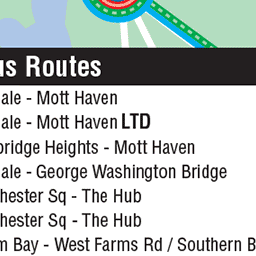 us Routes
ale - Mott Haven
ale - Mott Haven LTD
bridge Heights - Mott Haven
ale - George Washington Bridge
hester Sq - The Hub
hester Sq - The Hub
m Bay - West Farms Rd / Southern B